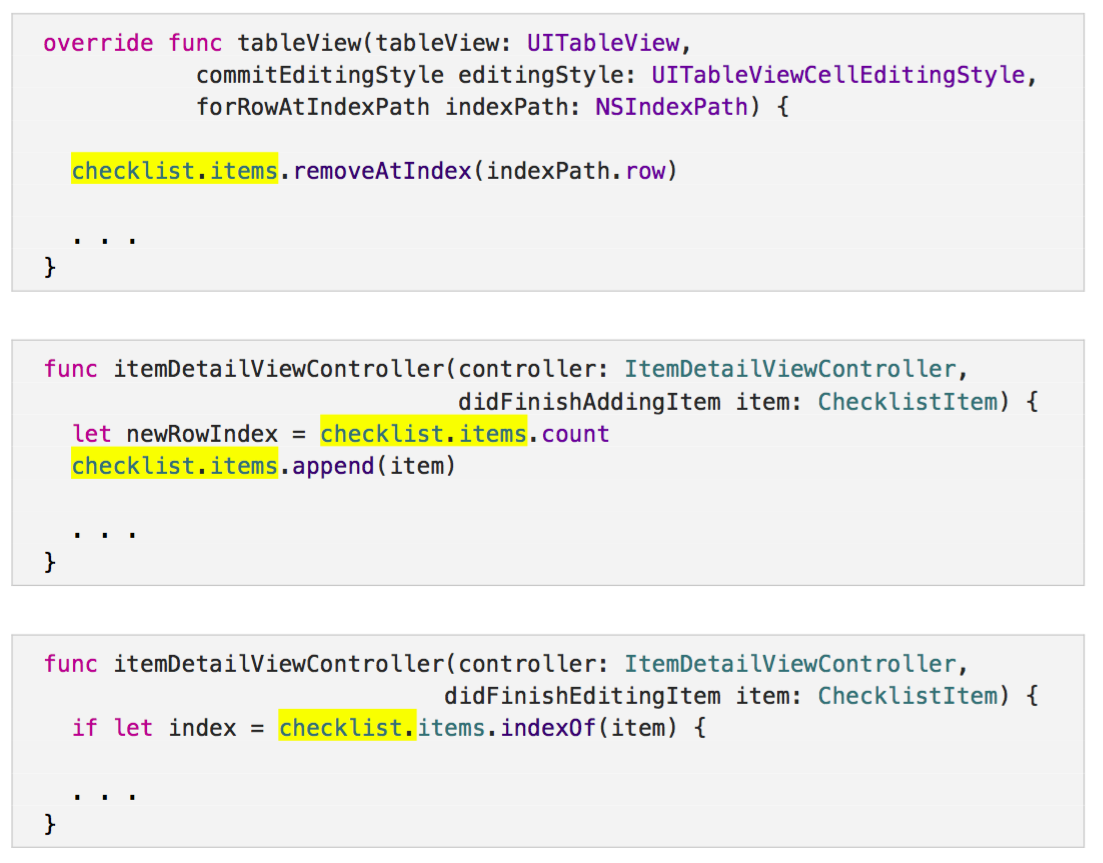 override func tableView(tableView: UITableView,
commitEditingStyle editingStyle: UITableViewCellEditingStyle,
forRowAtIndexPath indexPath: NSIndexPath) {
checklist.items.removeAtIndex(indexPath.row)
. . .
}
func itemDetailViewController(controller: ItemDetailViewController,
didFinishAddingItem item: ChecklistItem) {
let newRowIndex = checklist.items.count
checklist.items.append(item)
. . .
}
func itemDetailViewController(controller: ItemDetailViewController,
didFinishEditingItem item: ChecklistItem) {
if let index = checklist.items.indexOf(item) {
. . .
}